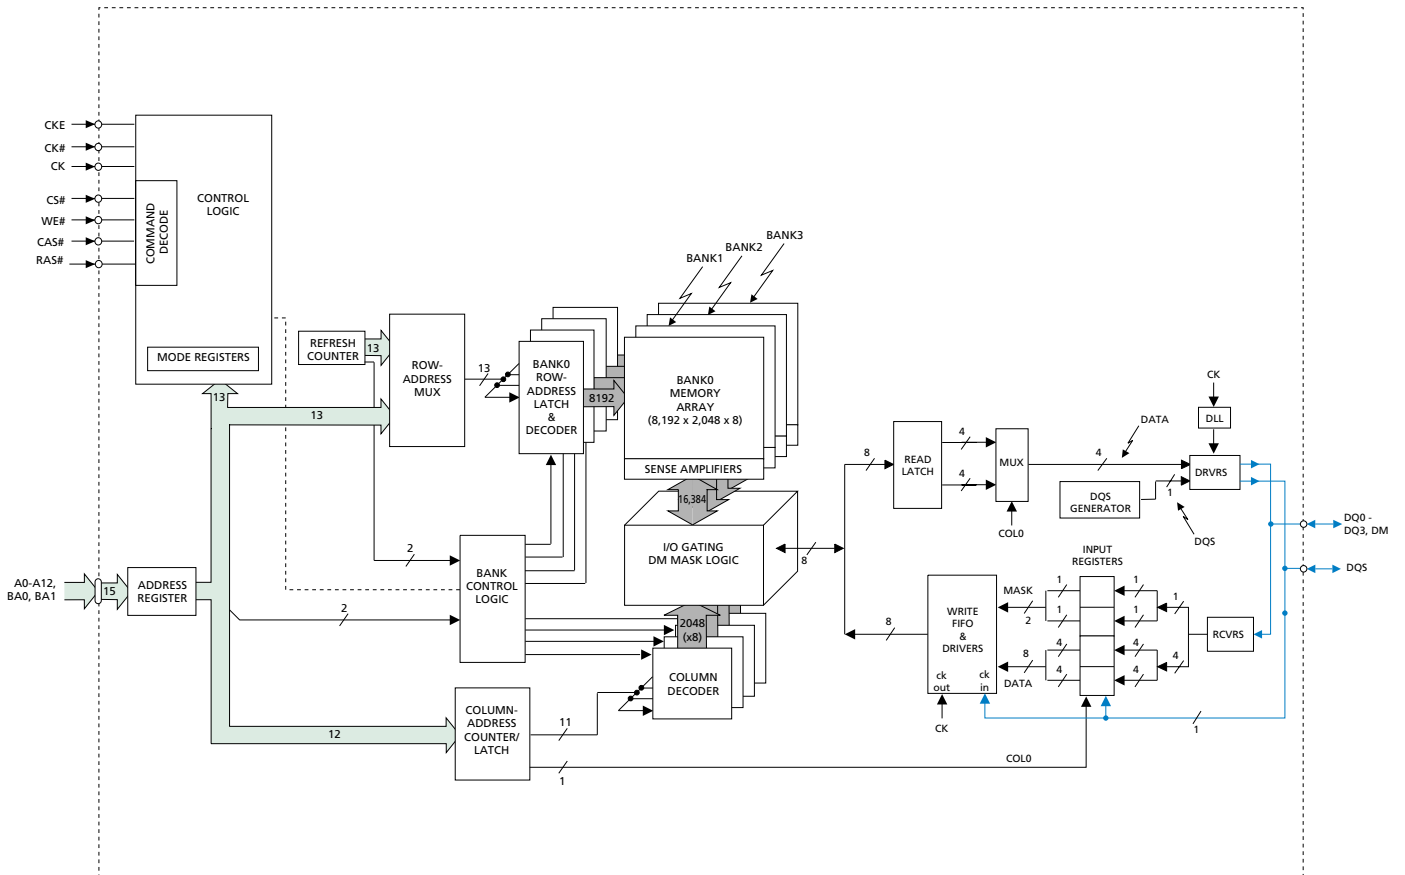 CKE
CK#
CK
CS#
WE#
CAS#
RAS#
COMMAND
DECODE
CONTROL
LOGIC
MODE REGISTERS
REFRESH
COUNTER
13
13
13
ROW-
ADDRESS
MUX
13
BANK0
ROW-
ADDRESS
LATCH
&
DECODER
8192
BANK1
BANK2
BANK3
BANK0
MEMORY
ARRAY
(8,192 x 2,048 x 8)
SENSE AMPLIFIERS
16,384
I/O GATING
DM MASK LOGIC
8
2048
(x8)
COLUMN
DECODER
A0-A12,
BA0, BA1
15
ADDRESS
REGISTER
2
2
BANK
CONTROL
LOGIC
12
COLUMN-
ADDRESS
COUNTER/
LATCH
11
1
COL0
8
READ
LATCH
4
4
MUX
COL0
4
DATA
CK
DLL
DRVRS
DQS
GENERATOR
1
DQS
DQ0 -
DQ3, DM
DQS
INPUT
REGISTERS
8
WRITE
FIFO
&
DRIVERS
ck
out
ck
in
CK
MASK
2
8
DATA
1
1
4
4
1
1
4
4
1
4
RCVRS
1